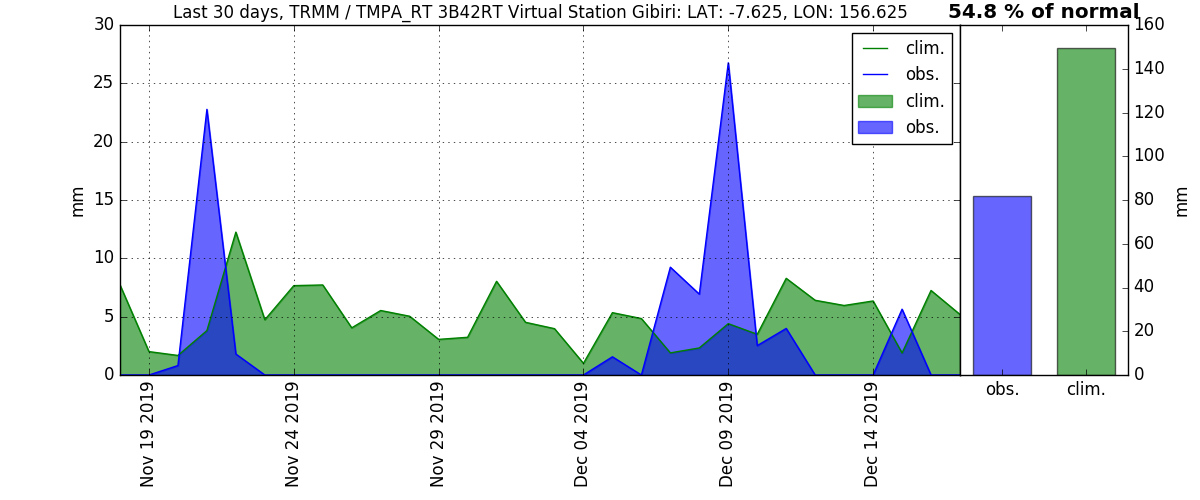 Last 30 days, TRMM / TMPA_RT 3B42RT Virtual Station Gibiri: LAT: -7.625, LON: 156.625
54.8 % of normal
30
25
20
15
10
5
0
mm
clim.
obs.
clim.
obs.
Nov 19 2019
Nov 24 2019
Nov 29 2019
Dec 04 2019
Dec 09 2019
Dec 14 2019
160
140
120
100
80
60
40
20
0
mm
obs.
clim.